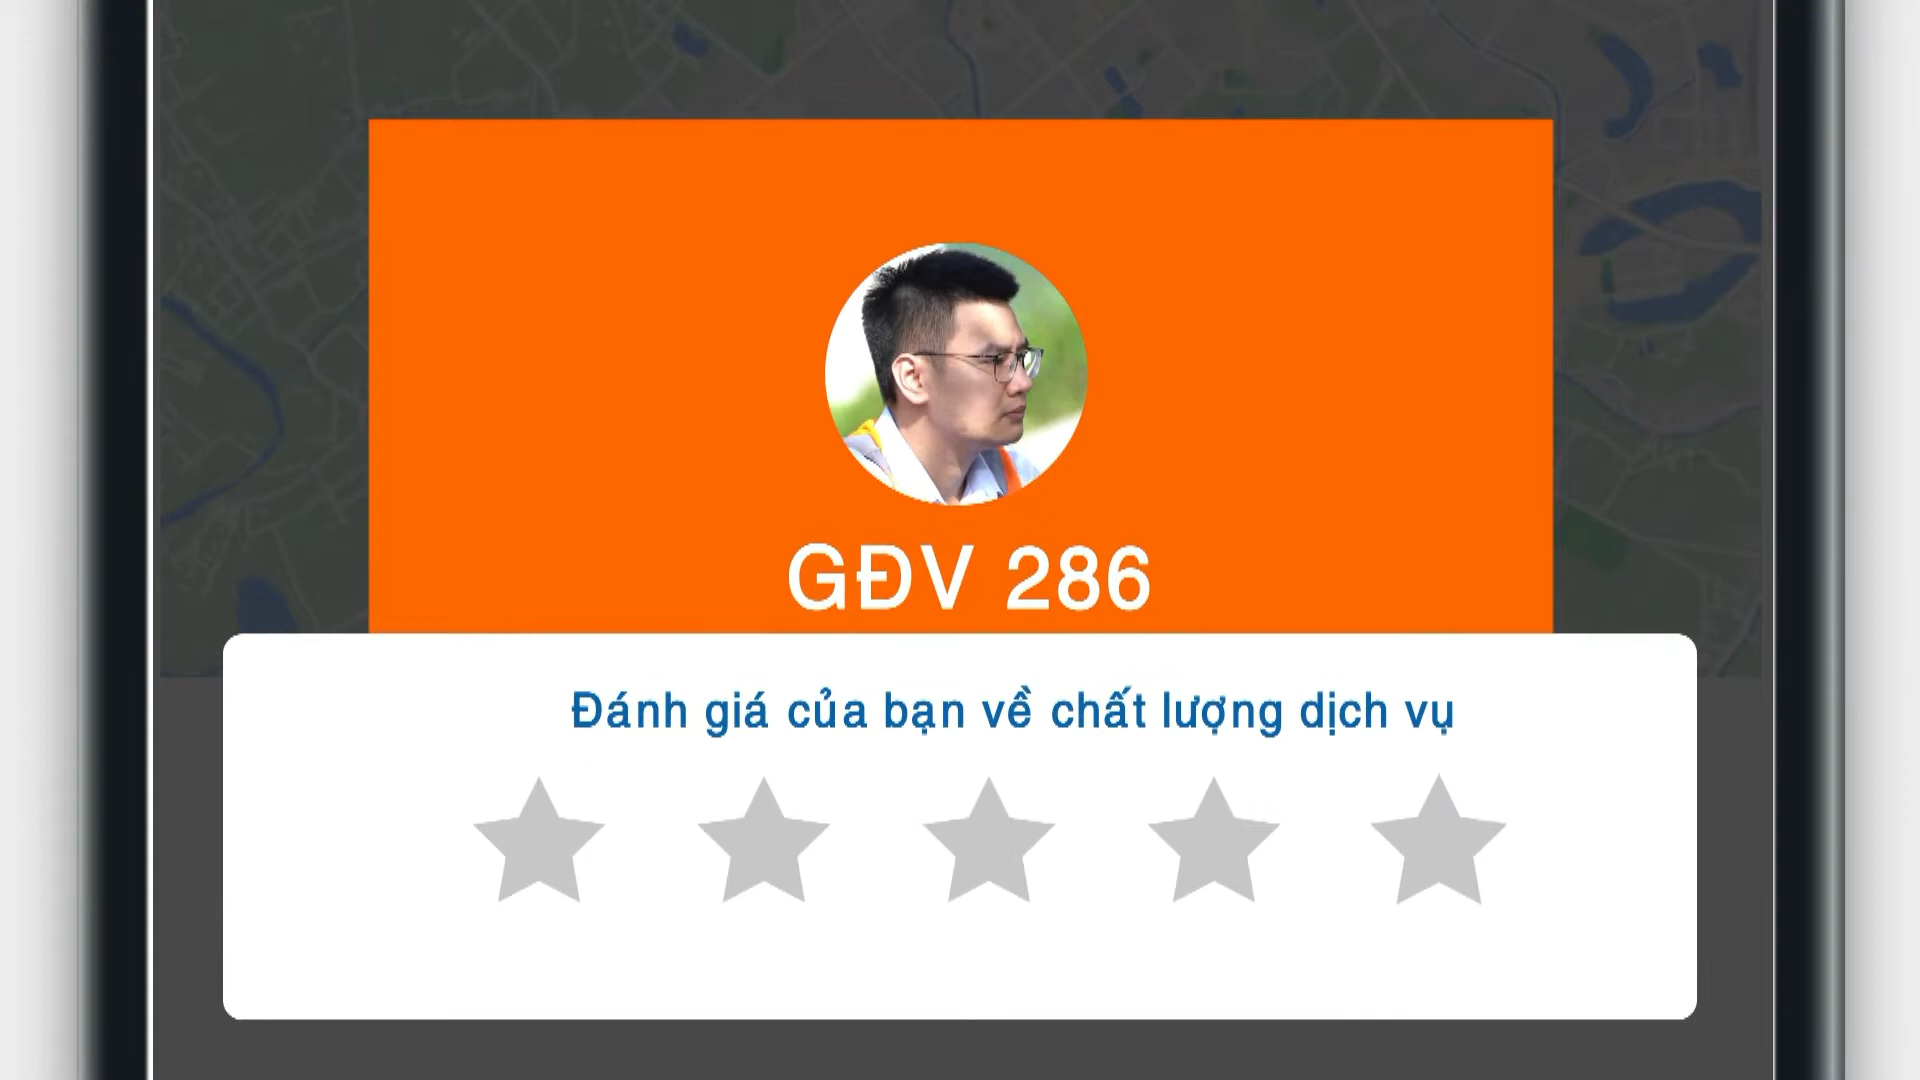 GĐV 286
Đánh giá của bạn về chất lượng dịch vụ